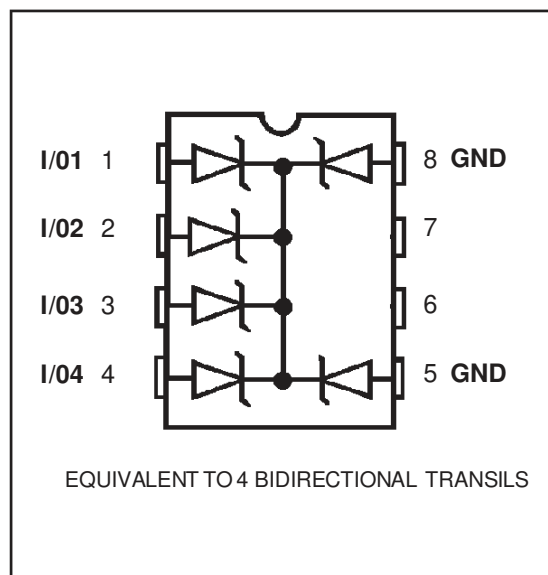 I/01 1 8 GND
I/02 2 7
I/03 3 6
I/04 4 5 GND
EQUIVALENT TO 4 BIDIRECTIONAL TRANSILS